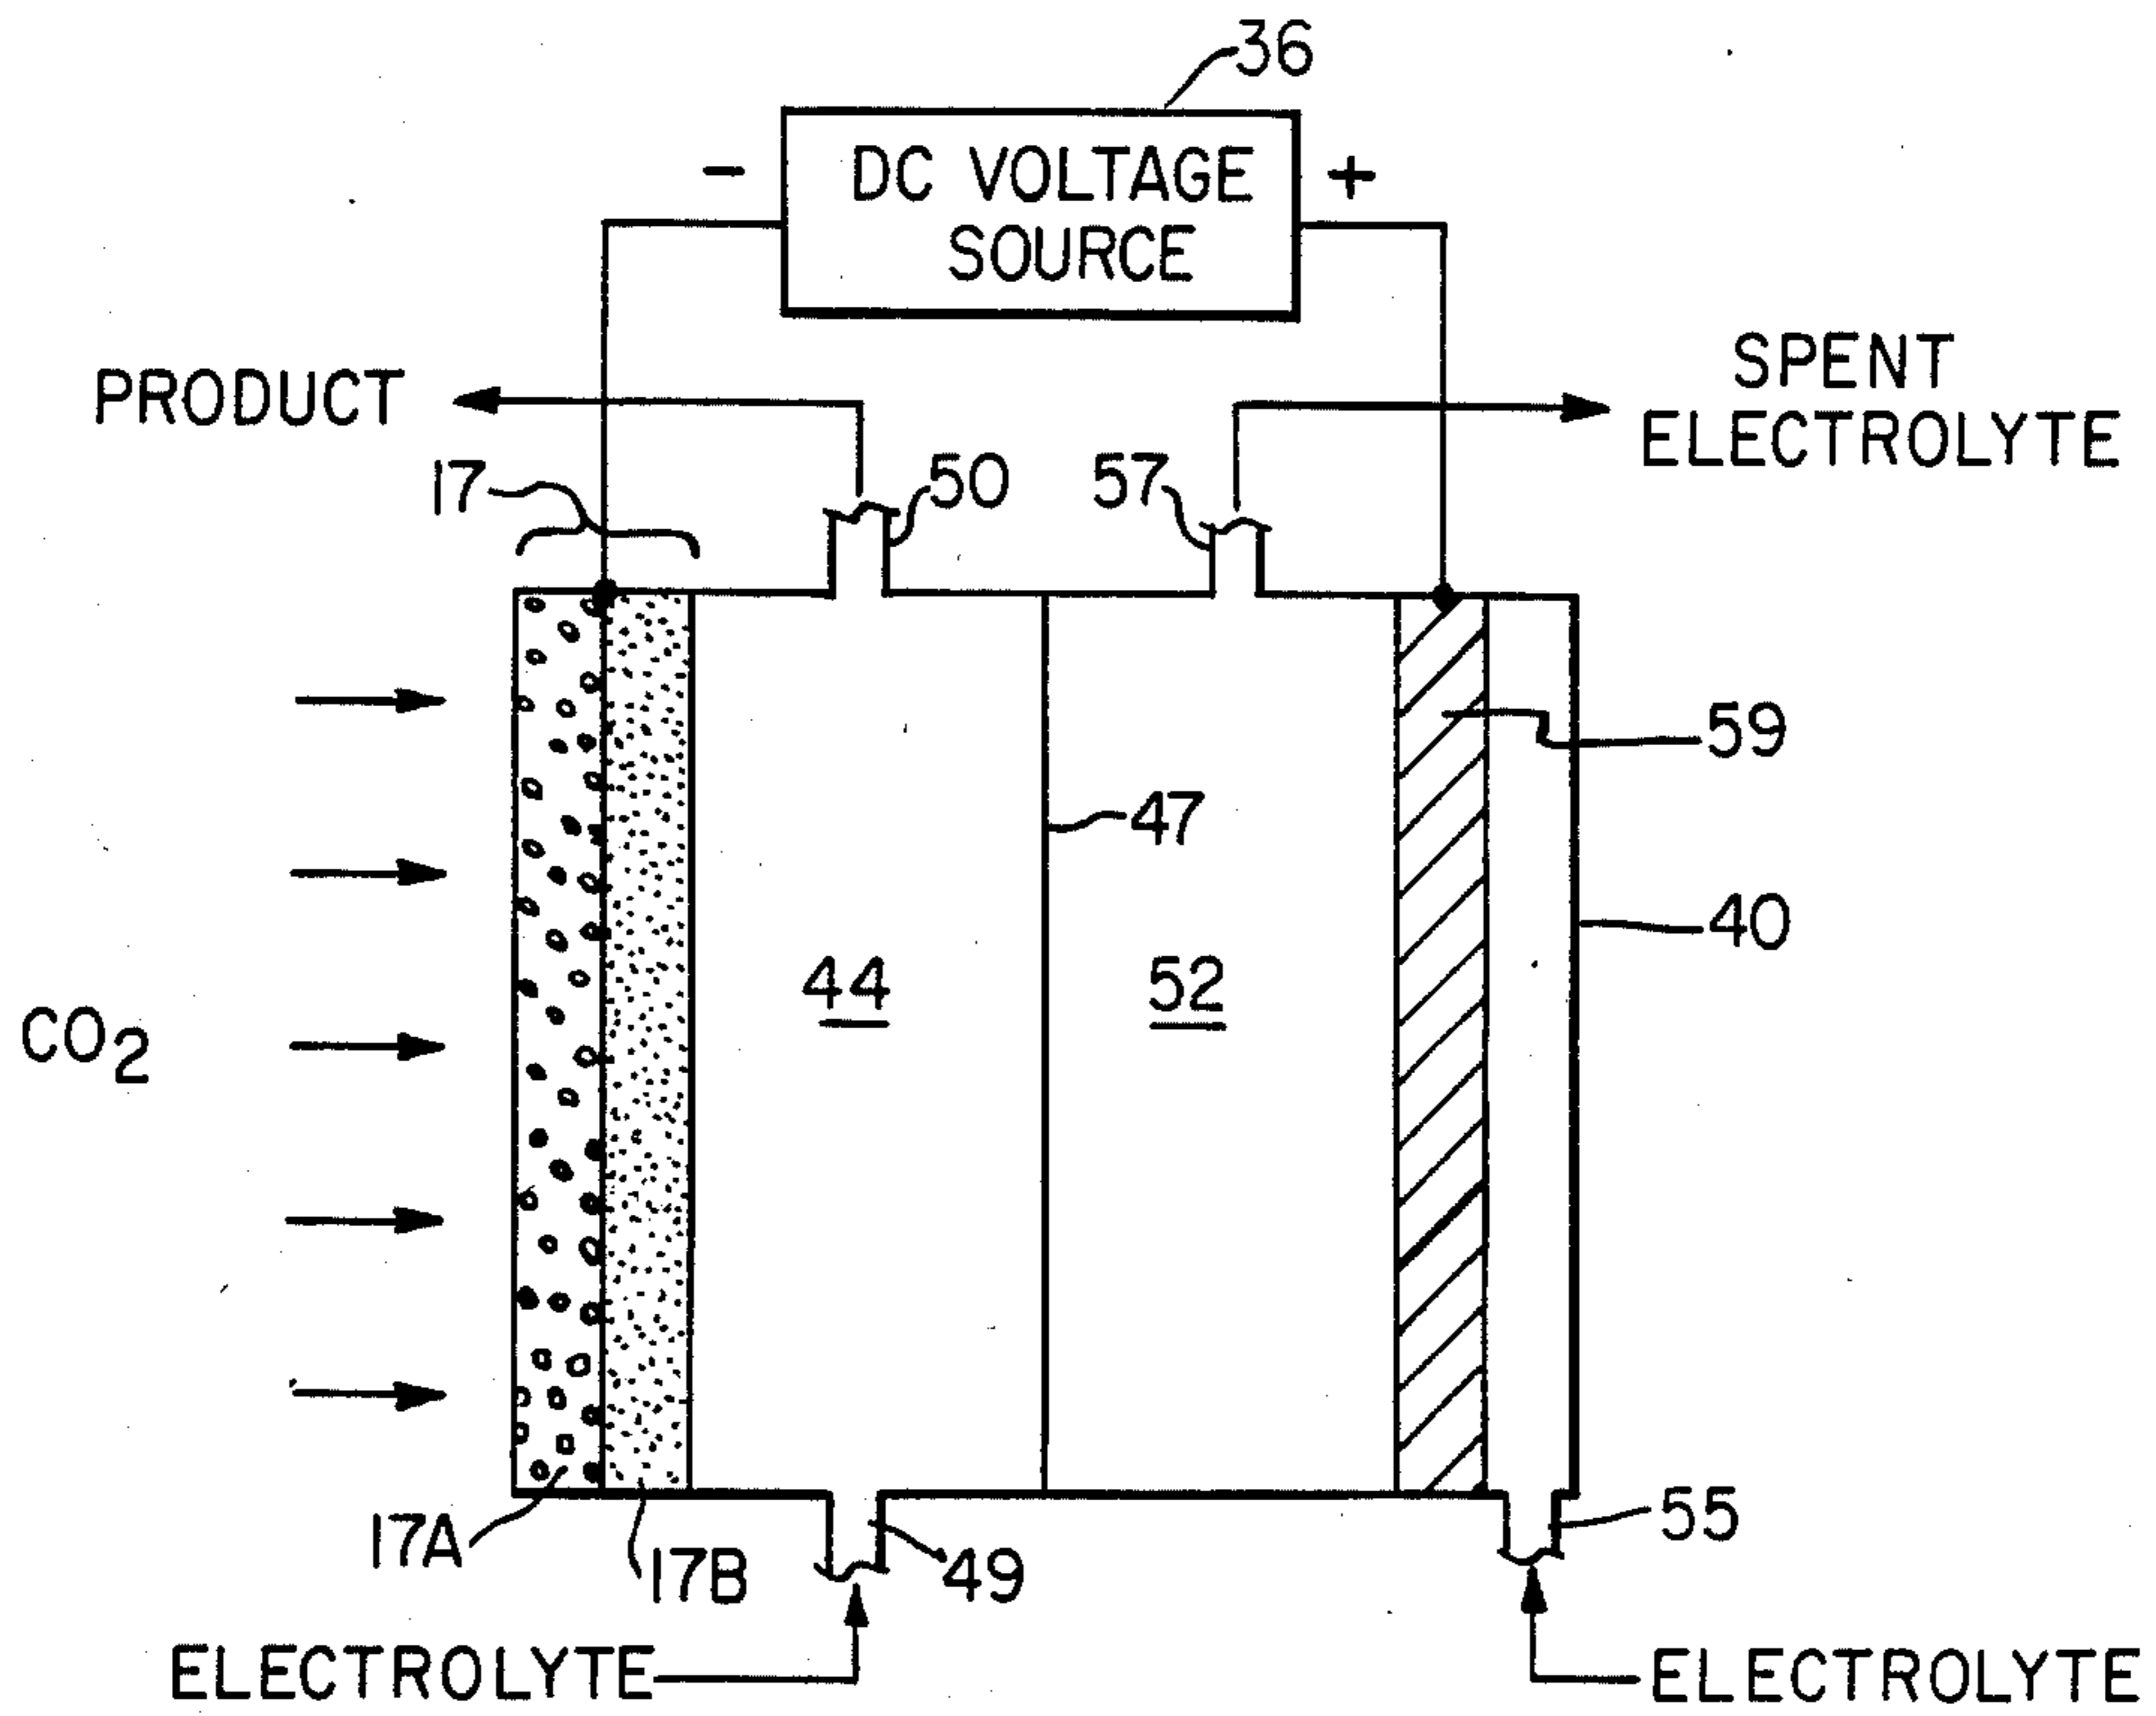 36
- DC VOLTAGE +
SOURCE
SPENT
PRODUCT
ELECTROLYTE
17
50
57
59
47
40
44
52
CO2
17A
17B
49
55
ELECTROLYTE
ELECTROLYTE